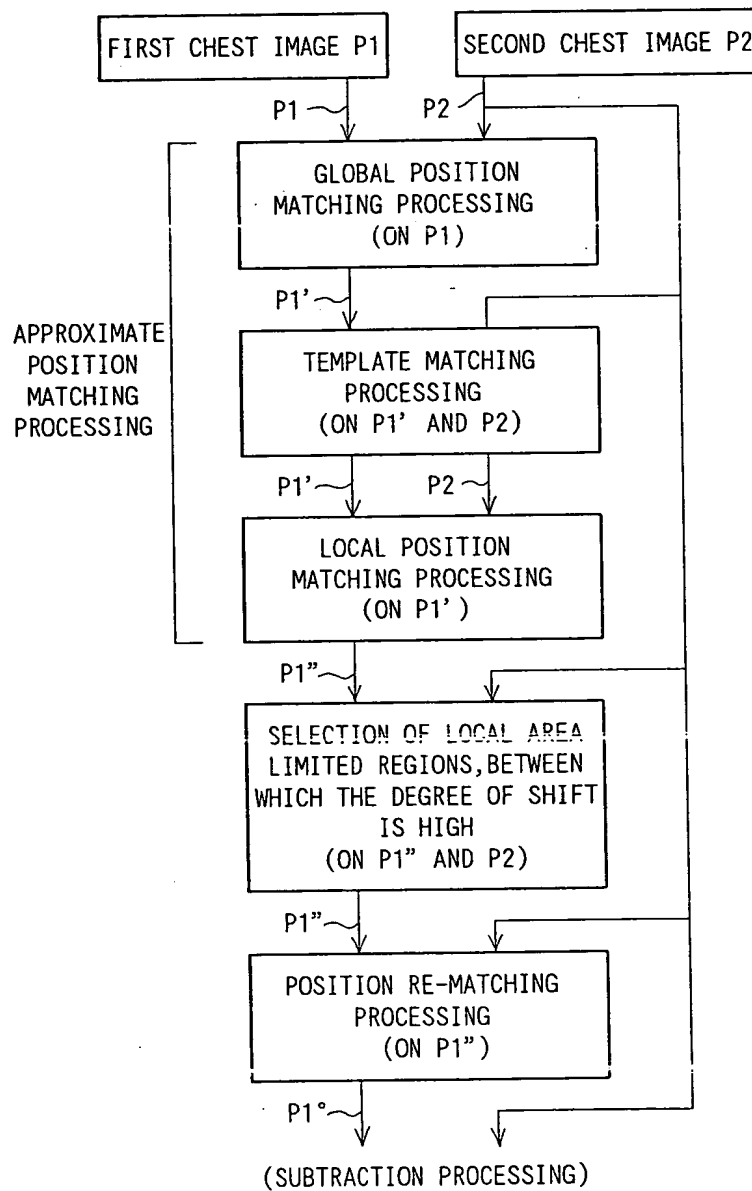 FIRST CHEST IMAGE P1
SECOND CHEST IMAGE P2
P1
P2
GLOBAL POSITION
MATCHING PROCESSING
(ON P1)
P1'
APPROXIMATE
POSITION
MATCHING
PROCESSING
TEMPLATE MATCHING
PROCESSING
(ON P1' AND P2)
P1'
P2
LOCAL POSITION
MATCHING PROCESSING
(ON P1')
P1"
SELECTION OF LOCAL AREA
LIMITED REGIONS,BETWEEN
WHICH THE DEGREE OF SHIFT
IS HIGH
(ON P1" AND P2)
P1"
POSITION RE-MATCHING
PROCESSING
(ON P1")
P1°
(SUBTRACTION PROCESSING)